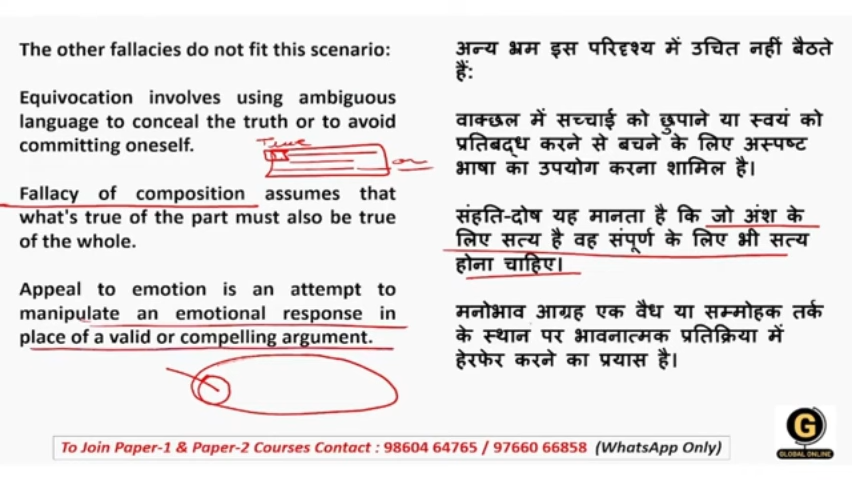 The other fallacies do not fit this scenario:
Equivocation involves using ambiguous
language to conceal the truth or to avoid
committing oneself.
True
or
Fallacy of composition assumes that
what's true of the part must also be true
of the whole.
Appeal to emotion is an attempt to
manipulate an emotional response in
place of a valid or compelling argument.
अन्य भ्रम इस परिदृश्य में उचित नहीं बैठते
हैं:
वाक्छल में सच्चाई को छुपाने या स्वयं को
प्रतिबद्ध करने से बचने के लिए अस्पष्ट
भाषा का उपयोग करना शामिल है।
संहति-दोष यह मानता है कि जो अंश के
लिए सत्य है वह संपूर्ण के लिए भी सत्य
होना चाहिए।
मनोभाव आग्रह एक वैध या सम्मोहक तर्क
के स्थान पर भावनात्मक प्रतिक्रिया में
हेरफेर करने का प्रयास है।
To Join Paper-1 & Paper-2 Courses Contact : 98604 64765 / 97660 66858 (WhatsApp Only)
G
GLOBAL ONLINE